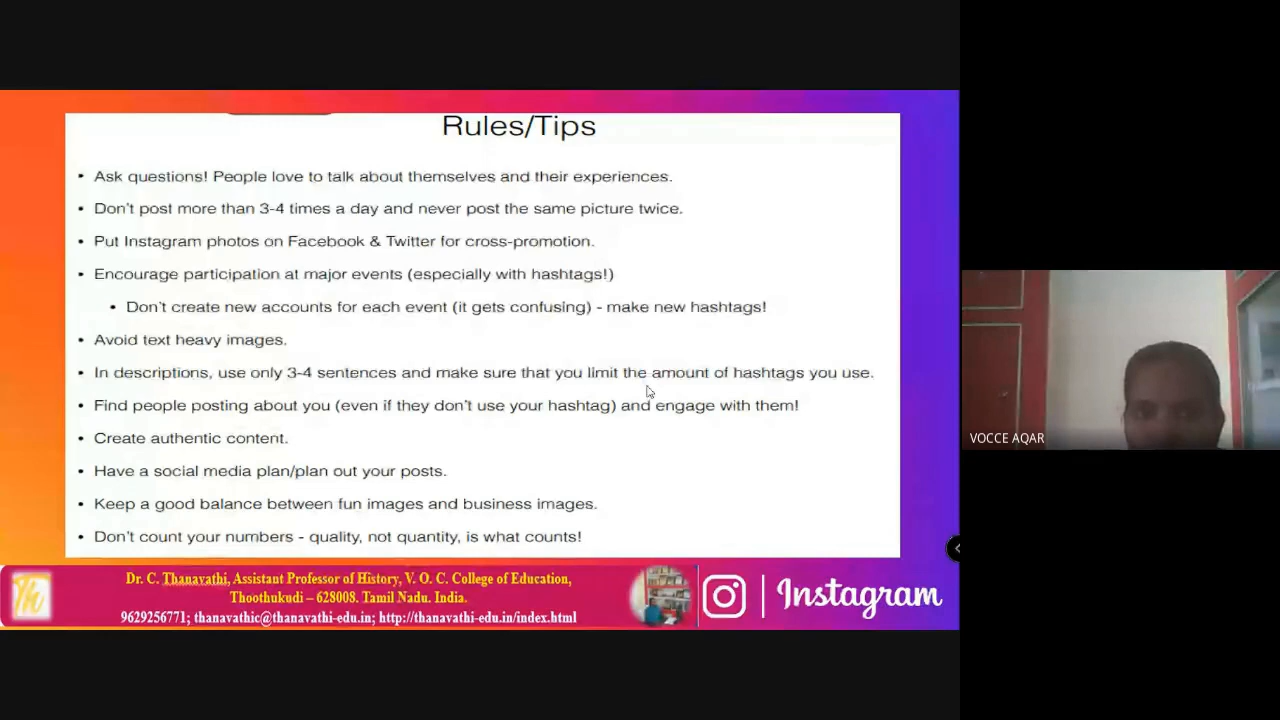 Rules/Tips
• Ask questions! People love to talk about themselves and their experiences.
• Don't post more than 3-4 times a day and never post the same picture twice.
• Put Instagram photos on Facebook & Twitter for cross-promotion.
• Encourage participation at major events (especially with hashtags!)
• Don't create new accounts for each event (it gets confusing) - make new hashtags!
• Avoid text heavy images.
• In descriptions, use only 3-4 sentences and make sure that you limit the amount of hashtags you use.
• Find people posting about you (even if they don't use your hashtag) and engage with them!
• Create authentic content.
• Have a social media plan/plan out your posts.
• Keep a good balance between fun images and business images.
• Don't count your numbers - quality, not quantity, is what counts!
Th
Dr. C. Thanavathi, Assistant Professor of History, V. O. C. College of Education,
Thoothukudi – 628008. Tamil Nadu. India.
9629256771; thanavathic@thanavathi-edu.in; http://thanavathi-edu.in/index.html
Instagram
VOCCE AQAR